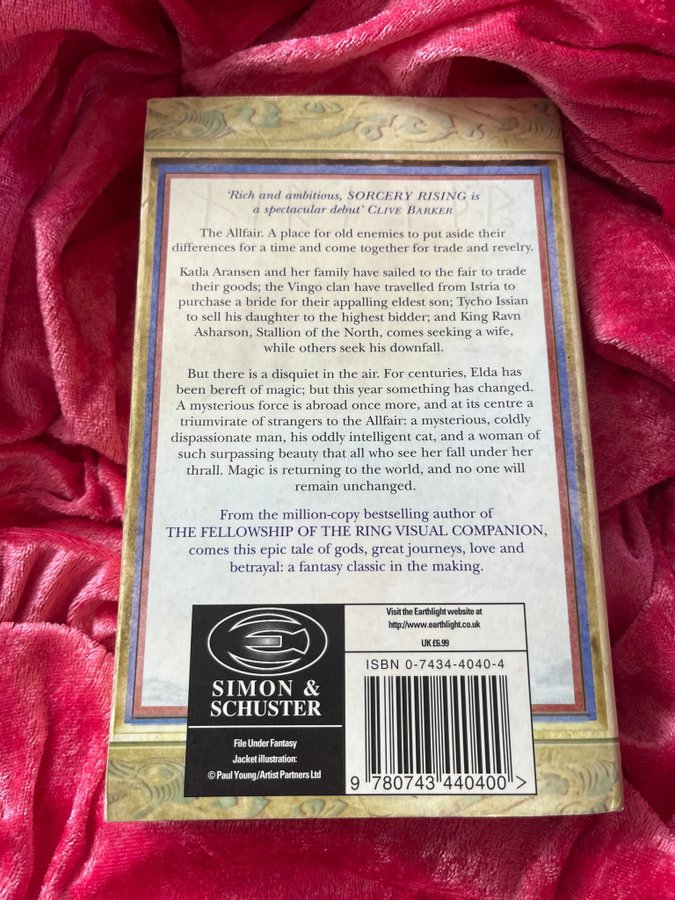 'Rich and ambitious, SORCERY RISING is
a spectacular debut' CLIVE BARKER
The Allfair. A place for old enemies to put aside their
differences for a time and come together for trade and revelry.
Katla Aransen and her family have sailed to the fair to trade
their goods; the Vingo clan have travelled from Istria to
purchase a bride for their appalling eldest son; Tycho Issian
to sell his daughter to the highest bidder; and King Ravn
Asharson, Stallion of the North, comes seeking a wife,
while others seek his downfall.
But there is a disquiet in the air. For centuries, Elda has
been bereft of magic; but this year something has changed.
A mysterious force is abroad once more, and at its centre a
triumvirate of strangers to the Allfair: a mysterious, coldly
dispassionate man, his oddly intelligent cat, and a woman of
such surpassing beauty that all who see her fall under her
thrall. Magic is returning to the world, and no one will
remain unchanged.
From the million-copy bestselling author of
THE FELLOWSHIP OF THE RING VISUAL COMPANION,
comes this epic tale of gods, great journeys, love and
betrayal: a fantasy classic in the making.
SIMON &
SCHUSTER
File Under Fantasy
Jacket illustration:
© Paul Young/Artist Partners Ltd
Visit the Earthlight website at
http://www.earthlight.co.uk
UK £6.99
ISBN 0-7434-4040-4
9 780743 440400 >